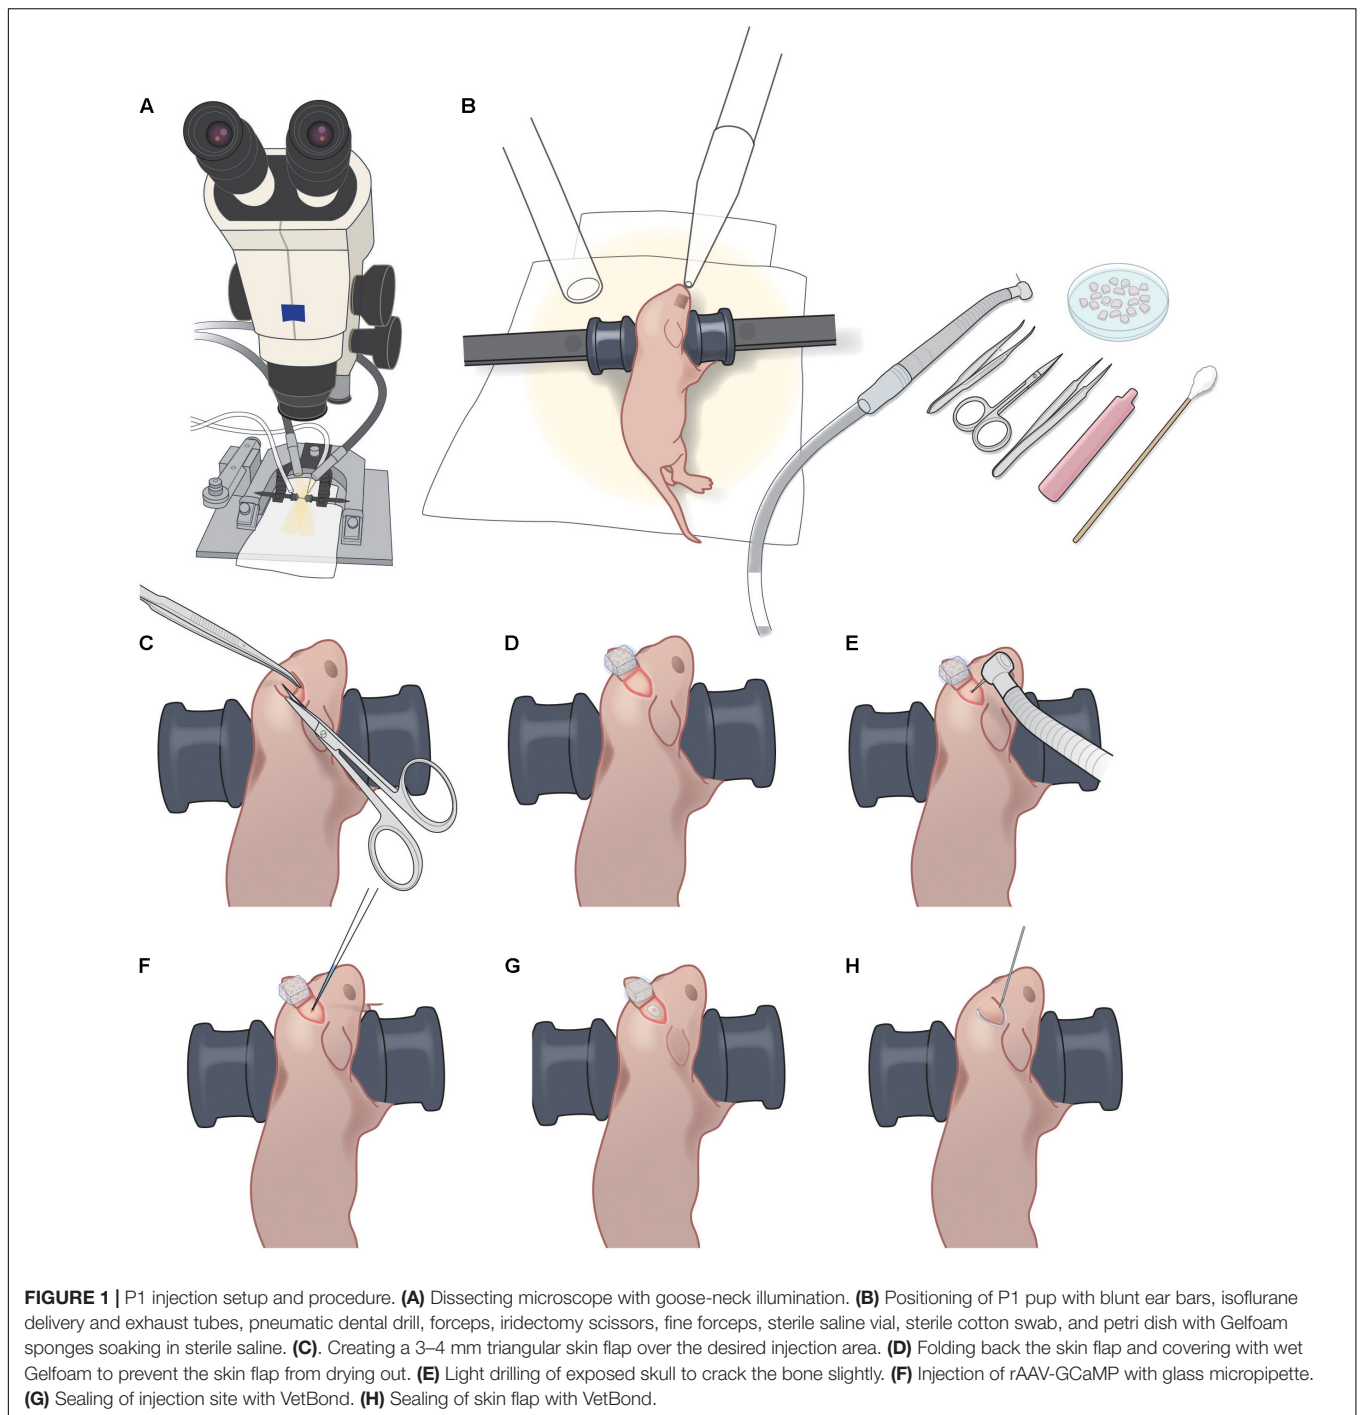 A
B
C
D
E
F
G
H
FIGURE 1 | P1 injection setup and procedure. (A) Dissecting microscope with goose-neck illumination. (B) Positioning of P1 pup with blunt ear bars, isoflurane
delivery and exhaust tubes, pneumatic dental drill, forceps, iridectomy scissors, fine forceps, sterile saline vial, sterile cotton swab, and petri dish with Gelfoam
sponges soaking in sterile saline. (C). Creating a 3–4 mm triangular skin flap over the desired injection area. (D) Folding back the skin flap and covering with wet
Gelfoam to prevent the skin flap from drying out. (E) Light drilling of exposed skull to crack the bone slightly. (F) Injection of rAAV-GCaMP with glass micropipette.
(G) Sealing of injection site with VetBond. (H) Sealing of skin flap with VetBond.